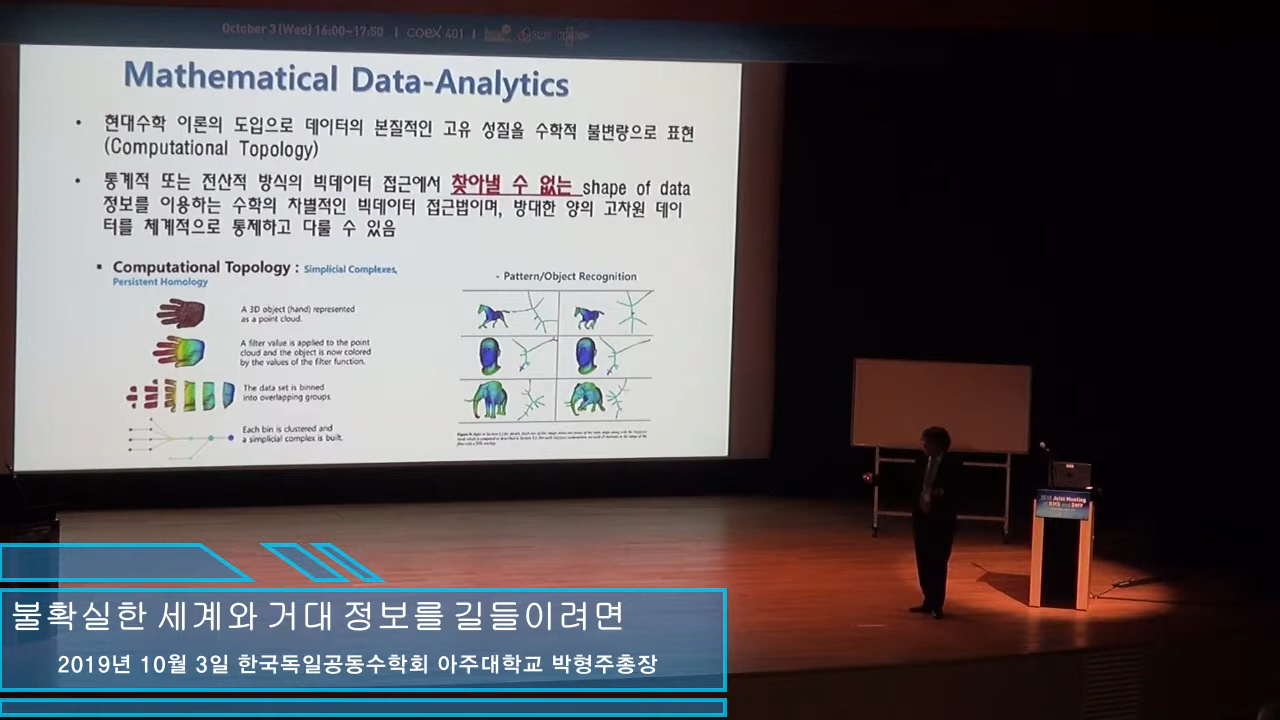 October 3 (Wed) 16:00~17:50 | coex 401 |
Mathematical Data-Analytics
• 현대수학 이론의 도입으로 데이터의 본질적인 고유 성질을 수학적 불변량으로 표현
(Computational Topology)
• 통계적 또는 전산적 방식의 빅데이터 접근에서 찾아낼 수 없는 shape of data
정보를 이용하는 수학의 차별적인 빅데이터 접근법이며, 방대한 양의 고차원 데이
터를 체계적으로 통제하고 다룰 수 있음
▪ Computational Topology : Simplicial Complexes,
Persistent Homology
A 3D object (hand) represented
as a point cloud.
A filter value is applied to the point
cloud and the object is now colored
by the values of the filter function.
The data set is binned
into overlapping groups.
Each bin is clustered and
a simplicial complex is built.
- Pattern/Object Recognition
2018 Joint Meeting
of KMS and DMV
불확실한 세계와 거대 정보를 길들이려면
2019년 10월 3일 한국독일공동수학회 아주대학교 박형주총장